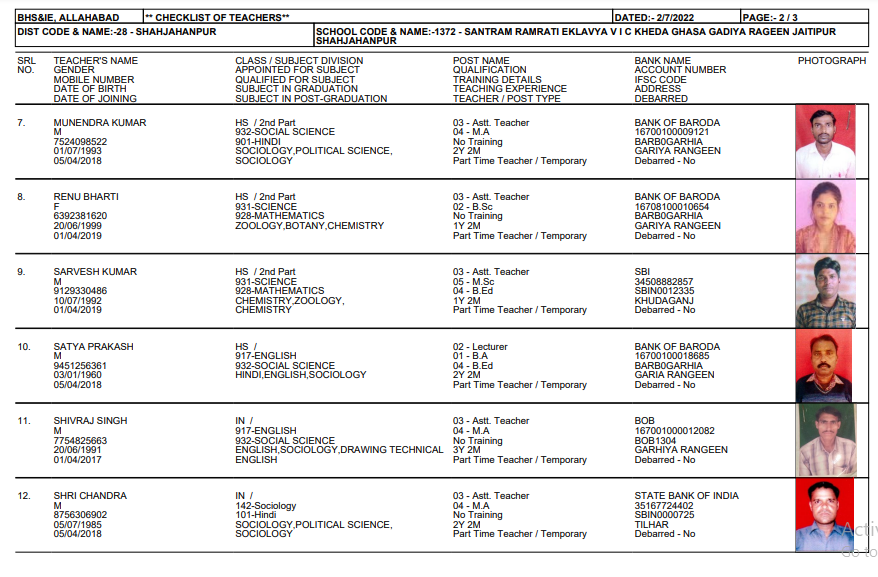 BHS&IE, ALLAHABAD ** CHECKLIST OF TEACHERS** DATED:- 2/7/2022 PAGE:- 2 / 3
DIST CODE & NAME:-28 - SHAHJAHANPUR SCHOOL CODE & NAME:-1372 - SANTRAM RAMRATI EKLAVYA V I C KHEDA GHASA GADIYA RAGEEN JAITIPUR
SHAHJAHANPUR
SRL TEACHER'S NAME CLASS / SUBJECT DIVISION POST NAME BANK NAME PHOTOGRAPH
NO. GENDER APPOINTED FOR SUBJECT QUALIFICATION ACCOUNT NUMBER
MOBILE NUMBER QUALIFIED FOR SUBJECT TRAINING DETAILS IFSC CODE
DATE OF BIRTH SUBJECT IN GRADUATION TEACHING EXPERIENCE ADDRESS
DATE OF JOINING SUBJECT IN POST-GRADUATION TEACHER / POST TYPE DEBARRED
7. MUNENDRA KUMAR HS / 2nd Part 03 - Astt. Teacher BANK OF BARODA
M 932-SOCIAL SCIENCE 04 - M.A 16700100009121
7524098522 901-HINDI No Training BARB0GARHIA
01/07/1993 SOCIOLOGY,POLITICAL SCIENCE, 2Y 2M GARIYA RANGEEN
05/04/2018 SOCIOLOGY Part Time Teacher / Temporary Debarred - No
8. RENU BHARTI HS / 2nd Part 03 - Astt. Teacher BANK OF BARODA
F 931-SCIENCE 02 - B.Sc 16708100010654
6392381620 928-MATHEMATICS No Training BARB0GARHIA
20/06/1999 ZOOLOGY,BOTANY,CHEMISTRY 1Y 2M GARIYA RANGEEN
01/04/2019 Part Time Teacher / Temporary Debarred - No
9. SARVESH KUMAR HS / 2nd Part 03 - Astt. Teacher SBI
M 931-SCIENCE 05 - M.Sc 34508882857
9129330486 928-MATHEMATICS 04 - B.Ed SBIN0012335
10/07/1992 CHEMISTRY,ZOOLOGY, 1Y 2M KHUDAGANJ
01/04/2019 CHEMISTRY Part Time Teacher / Temporary Debarred - No
10. SATYA PRAKASH HS / 02 - Lecturer BANK OF BARODA
M 917-ENGLISH 01 - B.A 16700100018685
9451256361 932-SOCIAL SCIENCE 04 - B.Ed BARB0GARHIA
03/01/1960 HINDI,ENGLISH,SOCIOLOGY 2Y 2M GARIA RANGEEN
05/04/2018 Part Time Teacher / Temporary Debarred - No
11. SHIVRAJ SINGH IN / 03 - Astt. Teacher BOB
M 917-ENGLISH 04 - M.A 167001000012082
7754825663 932-SOCIAL SCIENCE No Training BOB1304
20/06/1991 ENGLISH,SOCIOLOGY,DRAWING TECHNICAL 3Y 2M GARHIYA RANGEEN
01/04/2017 ENGLISH Part Time Teacher / Temporary Debarred - No
12. SHRI CHANDRA IN / 03 - Astt. Teacher STATE BANK OF INDIA
M 142-Sociology 04 - M.A 35167724402
8756306902 101-Hindi No Training SBIN0000725
05/07/1985 SOCIOLOGY,POLITICAL SCIENCE, 2Y 2M TILHAR
05/04/2018 SOCIOLOGY Part Time Teacher / Temporary Debarred - No
Activ
Go to